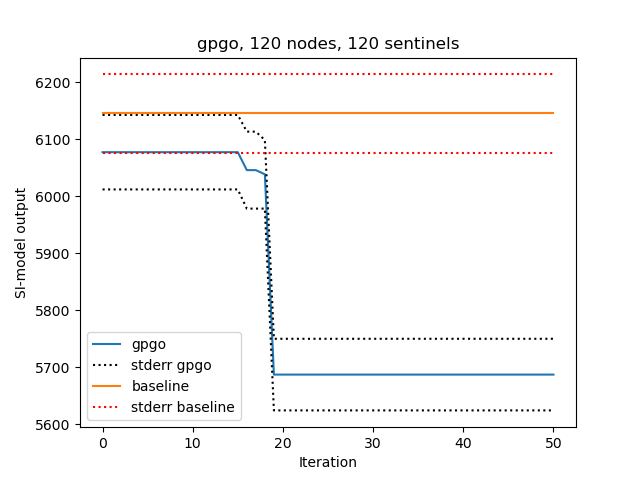 gpgo, 120 nodes, 120 sentinels
SI-model output
6200
6100
6000
5900
5800
5700
5600
gpgo
stderr gpgo
baseline
stderr baseline
0 10 20 30 40 50
Iteration